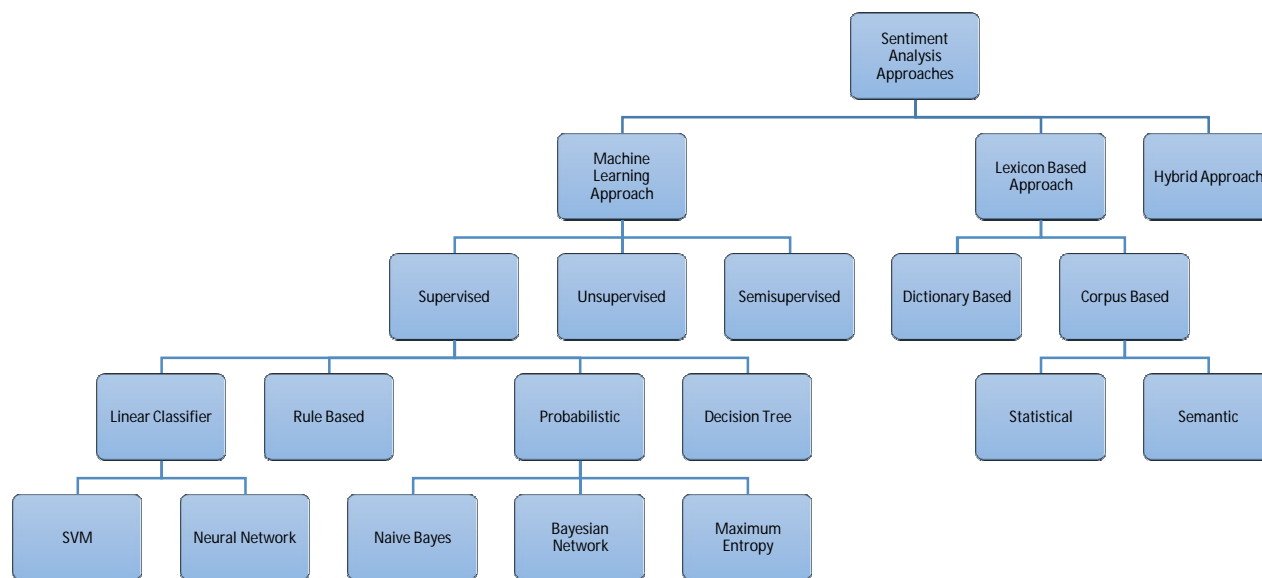 Sentiment
Analysis
Approaches
Machine
Learning
Approach
Lexicon Based
Approach
Hybrid Approach
Supervised
Unsupervised
Semisupervised
Dictionary Based
Corpus Based
Linear Classifier
Rule Based
Probabilistic
Decision Tree
Statistical
Semantic
SVM
Neural Network
Naive Bayes
Bayesian
Network
Maximum
Entropy